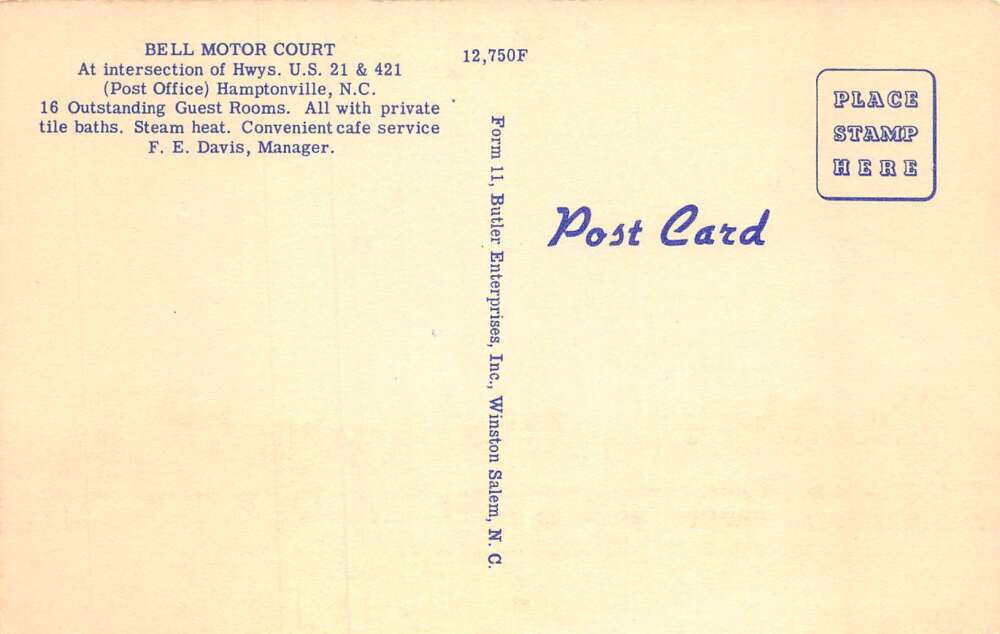 BELL MOTOR COURT
At intersection of Hwys. U.S. 21 & 421
(Post Office) Hamptonville, N.C.
16 Outstanding Guest Rooms. All with private
tile baths. Steam heat. Convenient cafe service
F. E. Davis, Manager.
12,750F
Form 11, Butler Enterprises, Inc., Winston Salem, N. C.
Post Card
PLACE
STAMP
HERE